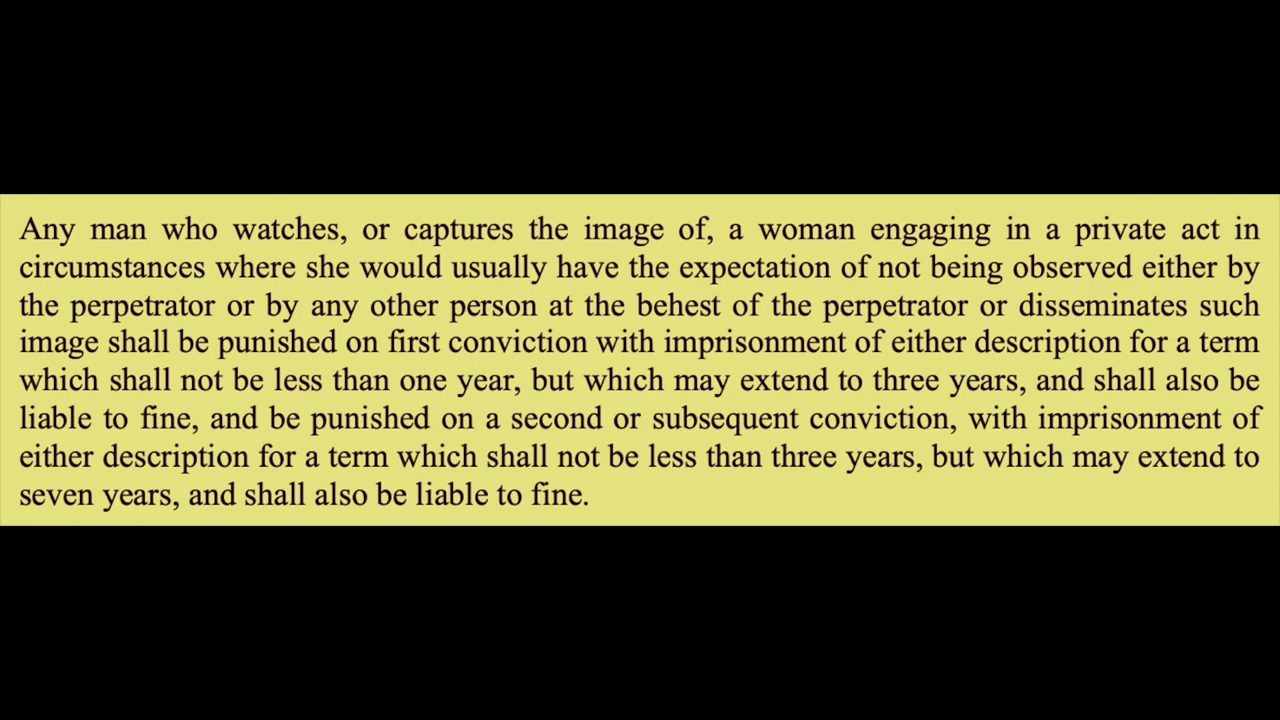 Any man who watches, or captures the image of, a woman engaging in a private act in
circumstances where she would usually have the expectation of not being observed either by
the perpetrator or by any other person at the behest of the perpetrator or disseminates such
image shall be punished on first conviction with imprisonment of either description for a term
which shall not be less than one year, but which may extend to three years, and shall also be
liable to fine, and be punished on a second or subsequent conviction, with imprisonment of
either description for a term which shall not be less than three years, but which may extend to
seven years, and shall also be liable to fine.